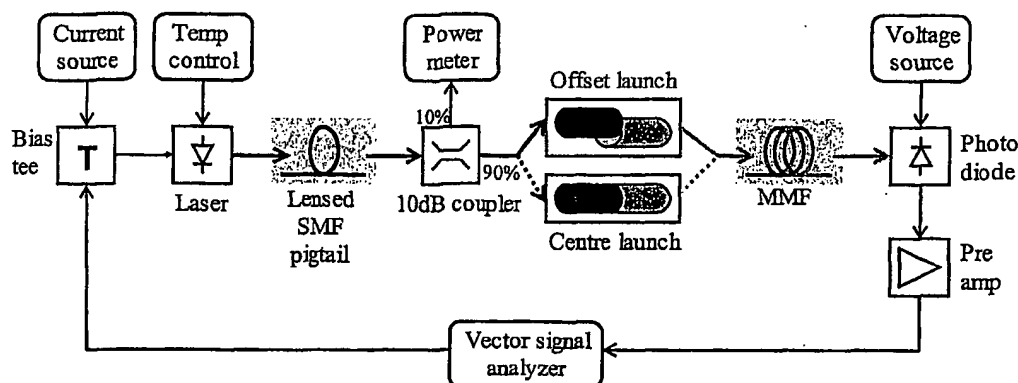 Current
source
Temp
control
Power
meter
Voltage
source
Offset launch
10%
Bias
tee
T
90%
Photo
diode
Laser
Lensed
SMF
pigtail
10dB coupler
MMF
Centre launch
Pre
amp
Vector signal
analyzer